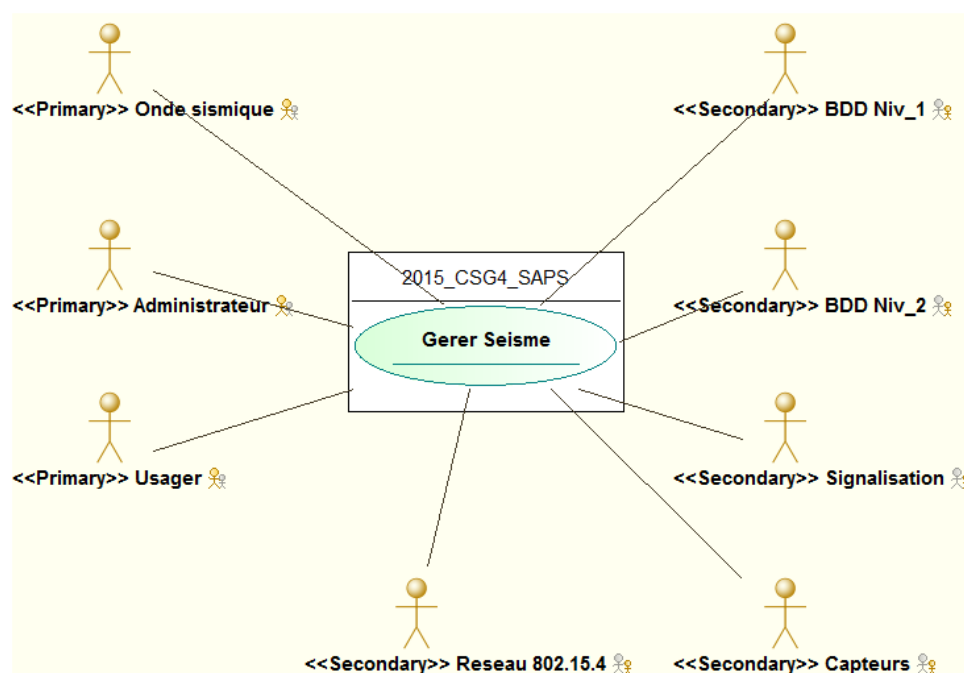 <<Primary>> Onde sismique
<<Secondary>> BDD Niv_1
<<Primary>> Administrateur
2015_CSG4_SAPS
<<Secondary>> BDD Niv_2
Gerer Seisme
<<Primary>> Usager
<<Secondary>> Signalisation
<<Secondary>> Reseau 802.15.4
<<Secondary>> Capteurs